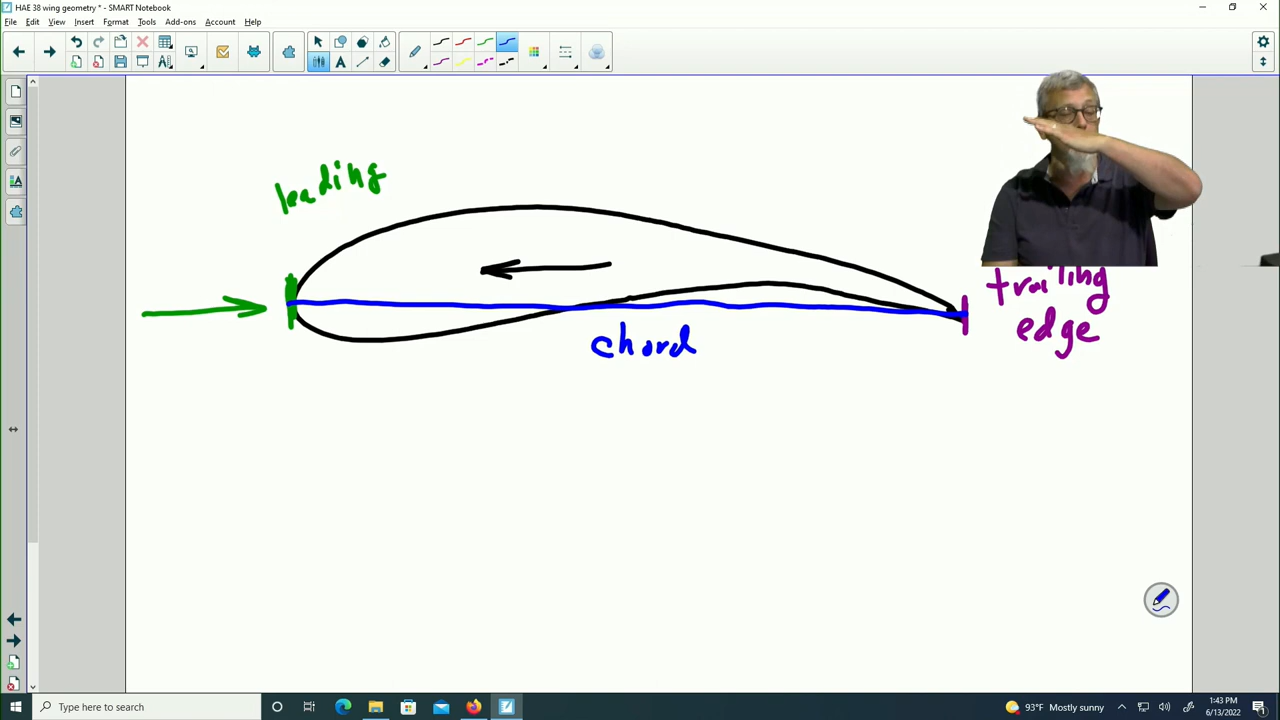 HAE 38 wing geometry * - SMART Notebook
File Edit View Insert Format Tools Add-ons Account Help
leading
trailing
edge
chord
Type here to search
93°F Mostly sunny
1:43 PM
6/13/2022